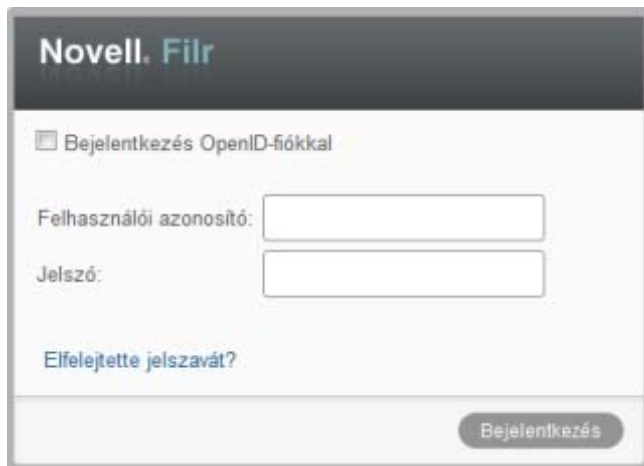 Novell. Filr
Bejelentkezés OpenID-fiókkal
Felhasználói azonosító:
Jelszó:
Elfelejtette jelszavát?
Bejelentkezés